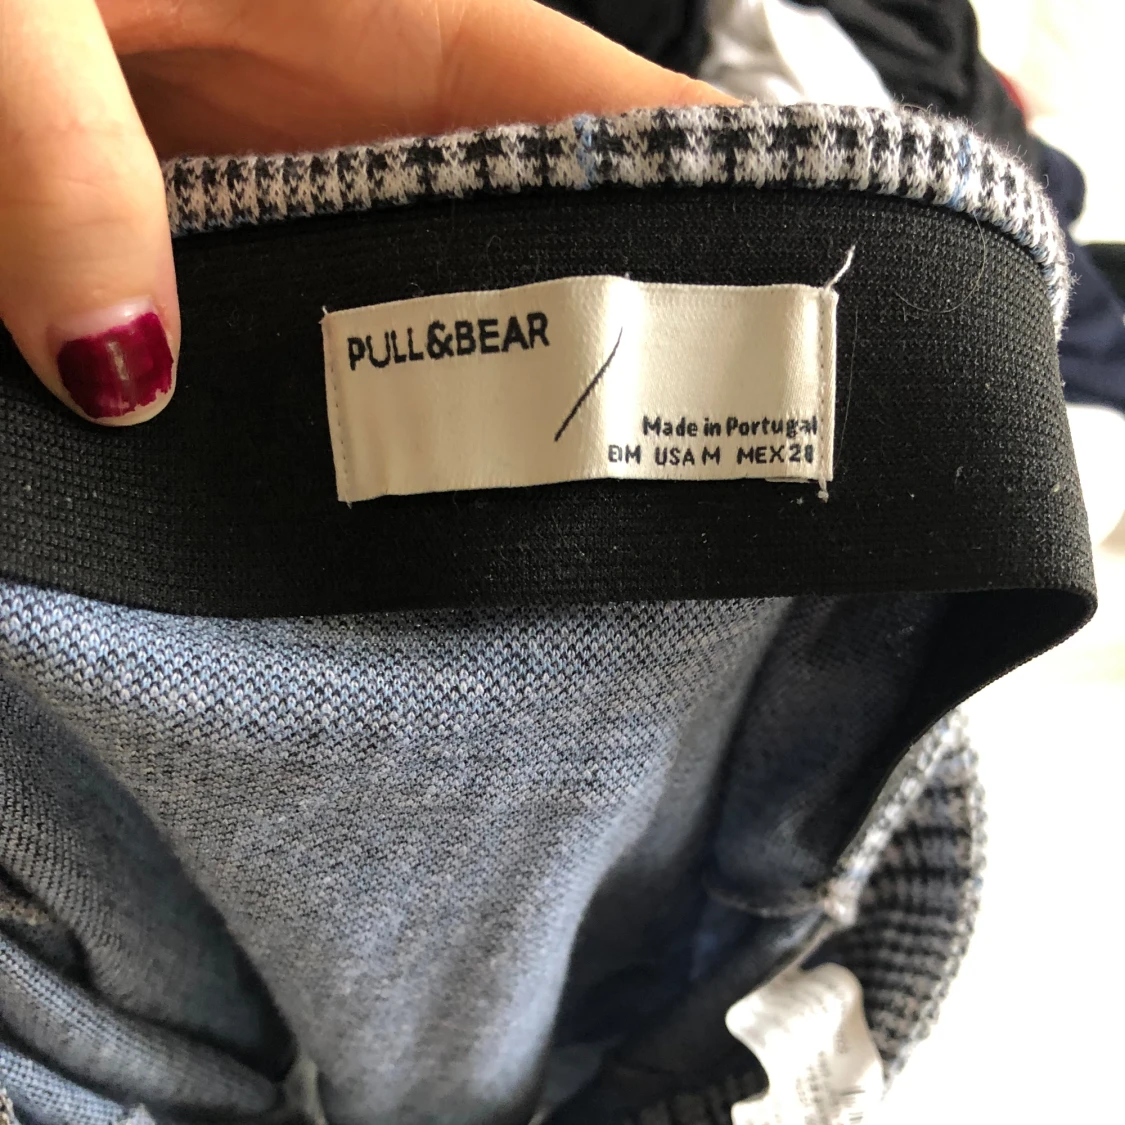 PULL&BEAR
Made in Portugal
EUR M USA M MEX 28